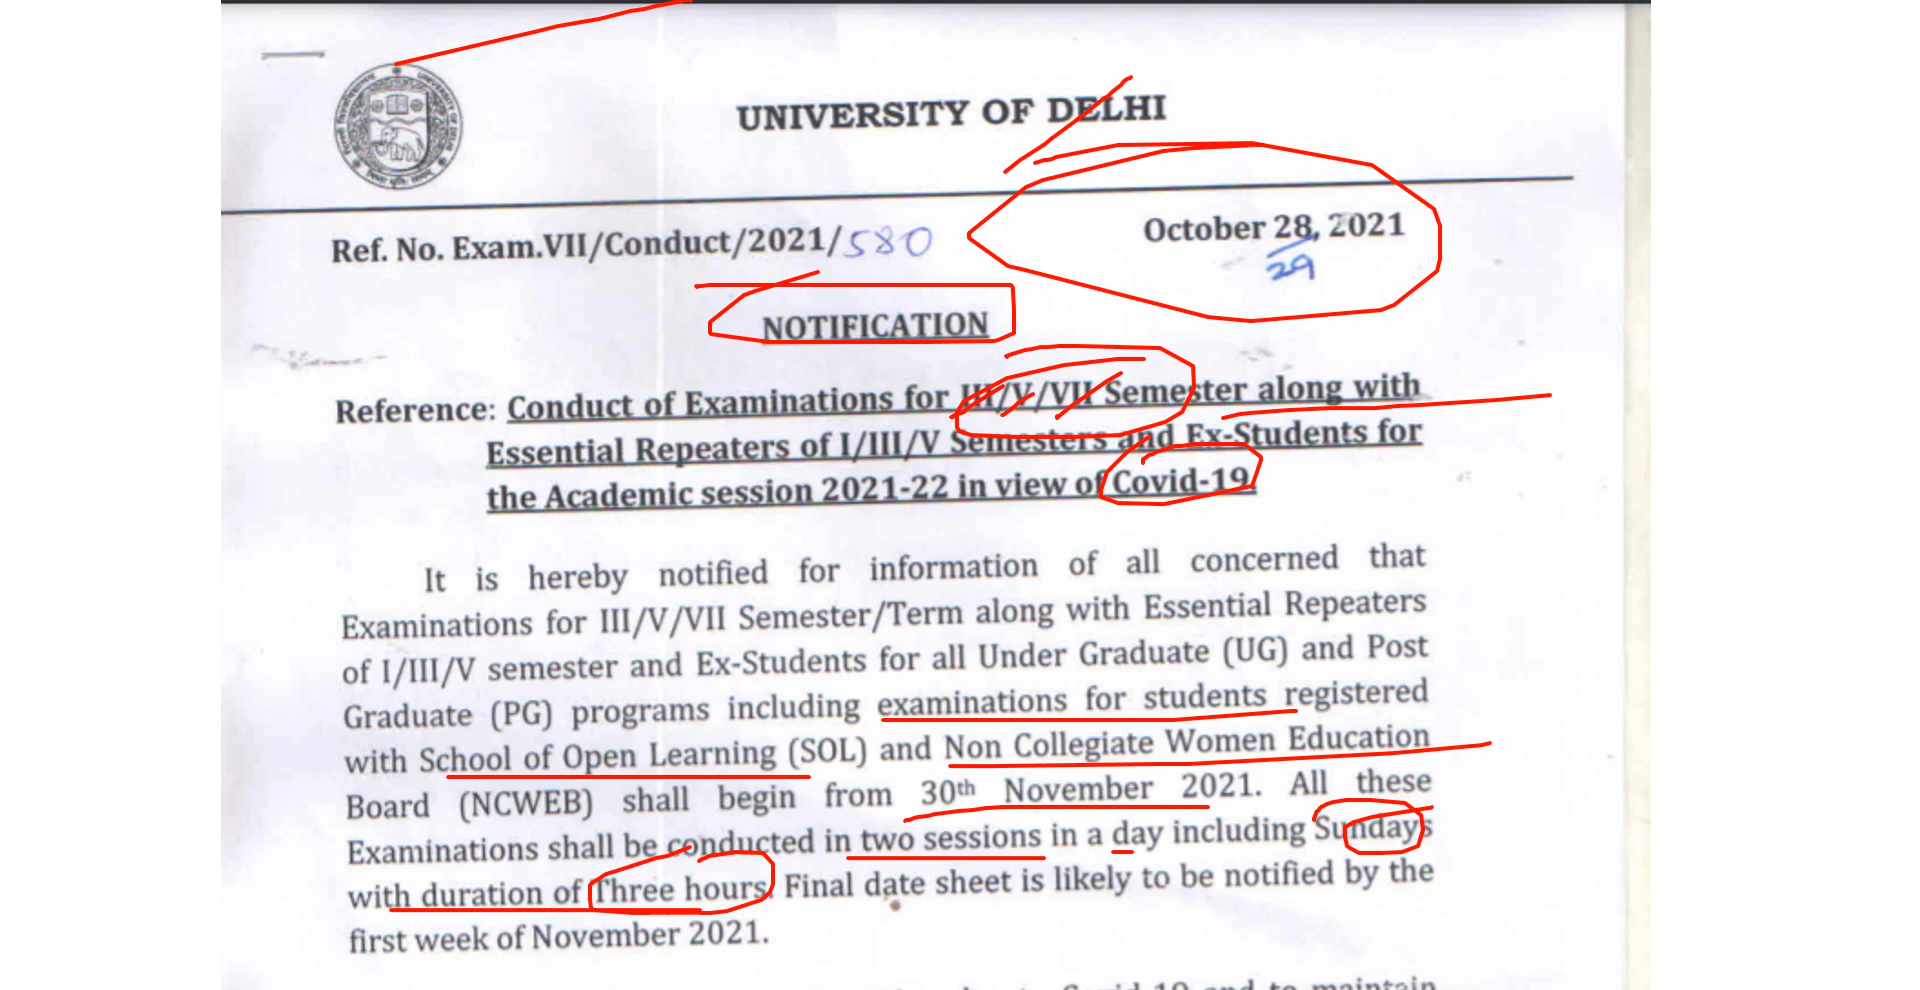 UNIVERSITY OF DELHI
Ref. No. Exam.VII/Conduct/2021/580
October 28, 2021
29
NOTIFICATION
Reference: Conduct of Examinations for III/V/VII Semester along with
Essential Repeaters of I/III/V Semesters and Ex-Students for
the Academic session 2021-22 in view of Covid-19.
It is hereby notified for information of all concerned that
Examinations for III/V/VII Semester/Term along with Essential Repeaters
of I/III/V semester and Ex-Students for all Under Graduate (UG) and Post
Graduate (PG) programs including examinations for students registered
with School of Open Learning (SOL) and Non Collegiate Women Education
Board (NCWEB) shall begin from 30th November 2021. All these
Examinations shall be conducted in two sessions in a day including Sundays
with duration of Three hours. Final date sheet is likely to be notified by the
first week of November 2021.
Covid-19 and to maintain